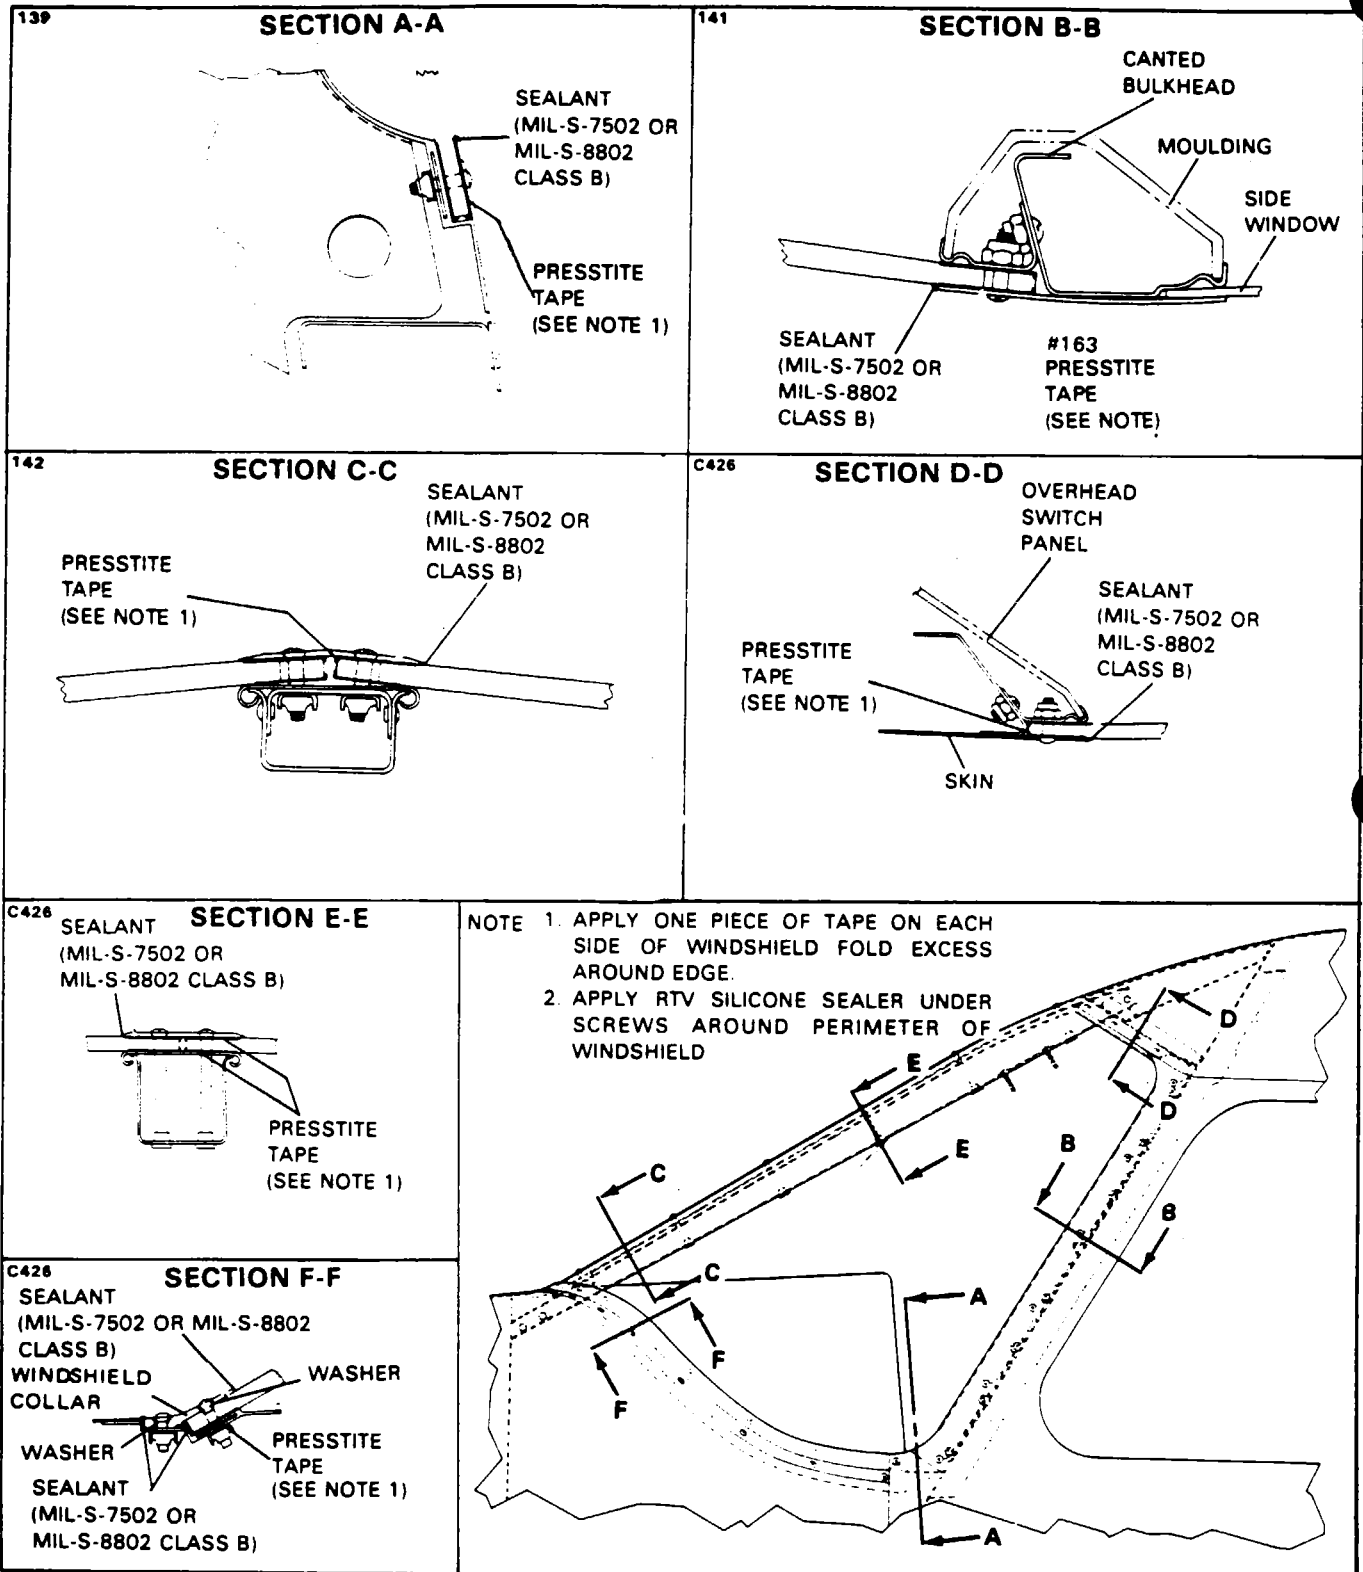 139
SECTION A-A
SEALANT
(MIL-S-7502 OR
MIL-S-8802
CLASS B)
PRESSTITE
TAPE
(SEE NOTE 1)
141
SECTION B-B
CANTED
BULKHEAD
MOULDING
SIDE
WINDOW
SEALANT
(MIL-S-7502 OR
MIL-S-8802
CLASS B)
#163
PRESSTITE
TAPE
(SEE NOTE)
142
SECTION C-C
SEALANT
(MIL-S-7502 OR
MIL-S-8802
CLASS B)
PRESSTITE
TAPE
(SEE NOTE 1)
C426
SECTION D-D
OVERHEAD
SWITCH
PANEL
SEALANT
(MIL-S-7502 OR
MIL-S-8802
CLASS B)
PRESSTITE
TAPE
(SEE NOTE 1)
SKIN
C426
SECTION E-E
SEALANT
(MIL-S-7502 OR
MIL-S-8802 CLASS B)
PRESSTITE
TAPE
(SEE NOTE 1)
C426
SECTION F-F
SEALANT
(MIL-S-7502 OR MIL-S-8802
CLASS B)
WINDSHIELD
COLLAR
WASHER
WASHER
PRESSTITE
TAPE
(SEE NOTE 1)
SEALANT
(MIL-S-7502 OR
MIL-S-8802 CLASS B)
NOTE 1. APPLY ONE PIECE OF TAPE ON EACH
SIDE OF WINDSHIELD FOLD EXCESS
AROUND EDGE.
2. APPLY RTV SILICONE SEALER UNDER
SCREWS AROUND PERIMETER OF
WINDSHIELD
D
D
E
E
B
B
C
C
A
A
F
F